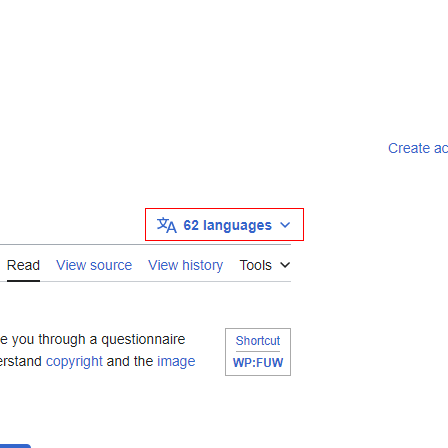 Create ac
62 languages
Read View source View history Tools
e you through a questionnaire
erstand copyright and the image
Shortcut
WP:FUW